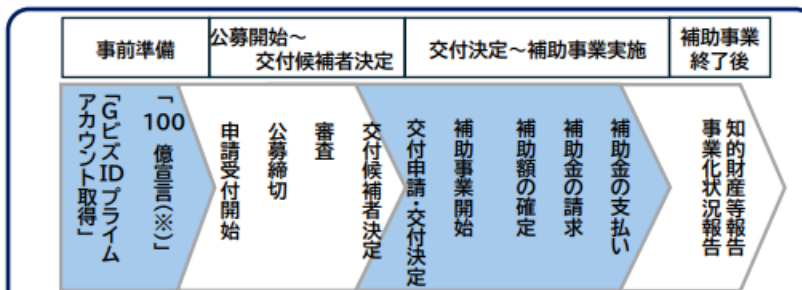 事前準備
公募開始~
交付候補者決定
交付決定~補助事業実施
補助事業
終了後
「GビズIDプライム
アカウント取得」
「100億宣言(※)」
申請受付開始
公募締切
審査
交付候補者決定
交付申請・交付決定
補助事業開始
補助額の確定
補助金の請求
補助金の支払い
知的財産等報告
事業化状況報告